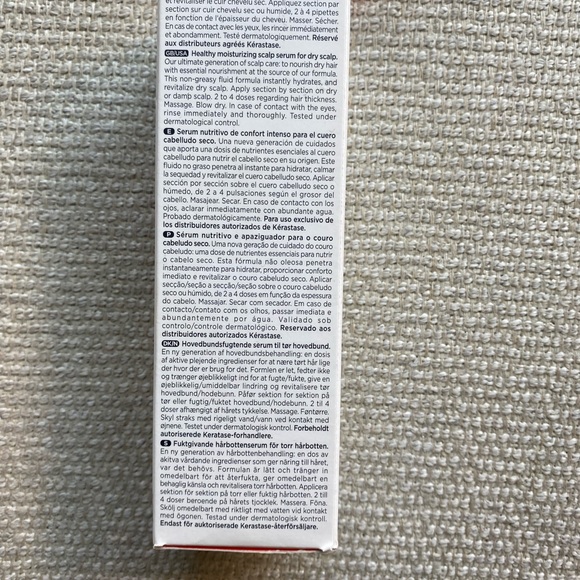 et revitaliser le cuir chevelu sec. Appliquez section par
section sur cuir chevelu sec ou humide, 2 à 4 pipettes
en fonction de l'épaisseur du cheveu. Masser. Sécher.
En cas de contact avec les yeux, les rincer immédiatement
et abondamment. Testé dermatologiquement. Réservé
aux distributeurs agréés Kérastase.
GB/USA Healthy moisturizing scalp serum for dry scalp.
Our ultimate generation of scalp care: to nourish dry hair
with essential nourishment at the source of our formula.
This non-greasy fluid formula instantly hydrates, and
revitalize dry scalp. Apply section by section on dry
or damp scalp. 2 to 4 doses regarding hair thickness.
Massage. Blow dry. In case of contact with the eyes,
rinse immediately and thoroughly. Tested under
dermatological control.
E Serum nutritivo de confort intenso para el cuero
cabelludo seco. Una nueva generación de cuidados
que aporta una dosis de nutrientes esenciales al cuero
cabelludo para nutrir el cabello seco en su origen. Este
fluido no graso penetra al instante para hidratar, calmar
la sequedad y revitalizar el cuero cabelludo seco. Aplicar
sección por sección sobre el cuero cabelludo seco o
húmedo, de 2 a 4 pulsaciones según el grosor del
cabello. Masajear. Secar. En caso de contacto con los
ojos, aclarar inmediatamente con abundante agua.
Probado dermatológicamente. Para uso exclusivo de
los distribuidores autorizados de Kérastase.
P Sérum nutritivo e apaziguador para o couro
cabeludo seco. Uma nova geração de cuidado do couro
cabeludo: uma dose de nutrientes essenciais para nutrir
o cabelo seco na origem. Esta fórmula não oleosa penetra
instantaneamente para hidratar, proporcionar conforto
imediato e revitalizar o couro cabeludo seco. Aplicar
secção/seção a secção/seção sobre o couro cabeludo
seco ou húmido, de 2 a 4 doses em função da espessura
do cabelo. Massajar. Secar com secador. Em caso de
contacto/contato com os olhos, passar imediata e
abundantemente por água. Validado sob
controlo/controle dermatológico. Reservado aos
distribuidores autorizados Kérastase.
DK/N Hovedbundsfugtende serum til tør hovedbund.
En ny generation af hovedbundsbehandling: en dosis
af aktive plejende ingredienser for at nære tørt hår lige
der hvor der er brug for det. Formlen er let, fedter ikke
og trænger øjeblikkeligt ind for at fugte/fukte, give en
øjeblikkelig/umiddelbar lindring og revitalisere tør
hovedbund/hodebunn. Påfør sektion for sektion på
tør eller fugtig/fuktet hovedbund/hodebunn. 2 til 4
doser afhængigt af hårets tykkelse. Massage. Føntørre.
Skyl straks med rigeligt vand/vann ved kontakt med
øjnene. Testet under dermatologisk kontrol. Forbeholdt
autoriserede Keratase-forhandlere.
S Fuktgivande hårbottenserum för torr hårbotten.
En ny generation av hårbottenbehandling: en dos av
akitva vårdande ingredienser som ger näring till håret,
var det behövs. Formulan är lätt och tränger in
omedelbart för att återfukta, ger omedelbart en
behaglig känsla och revitalisera torr hårbotten. Applicera
sektion för sektion på torr eller fuktig hårbotten. 2 till
4 doser beroende på hårets tjocklek. Massera. Föna.
Skölj omedelbart med riktligt med vatten vid kontakt
med ögonen. Testad under dermatologisk kontroll.
Endast för auktoriserade Kerastase-återförsäljare.